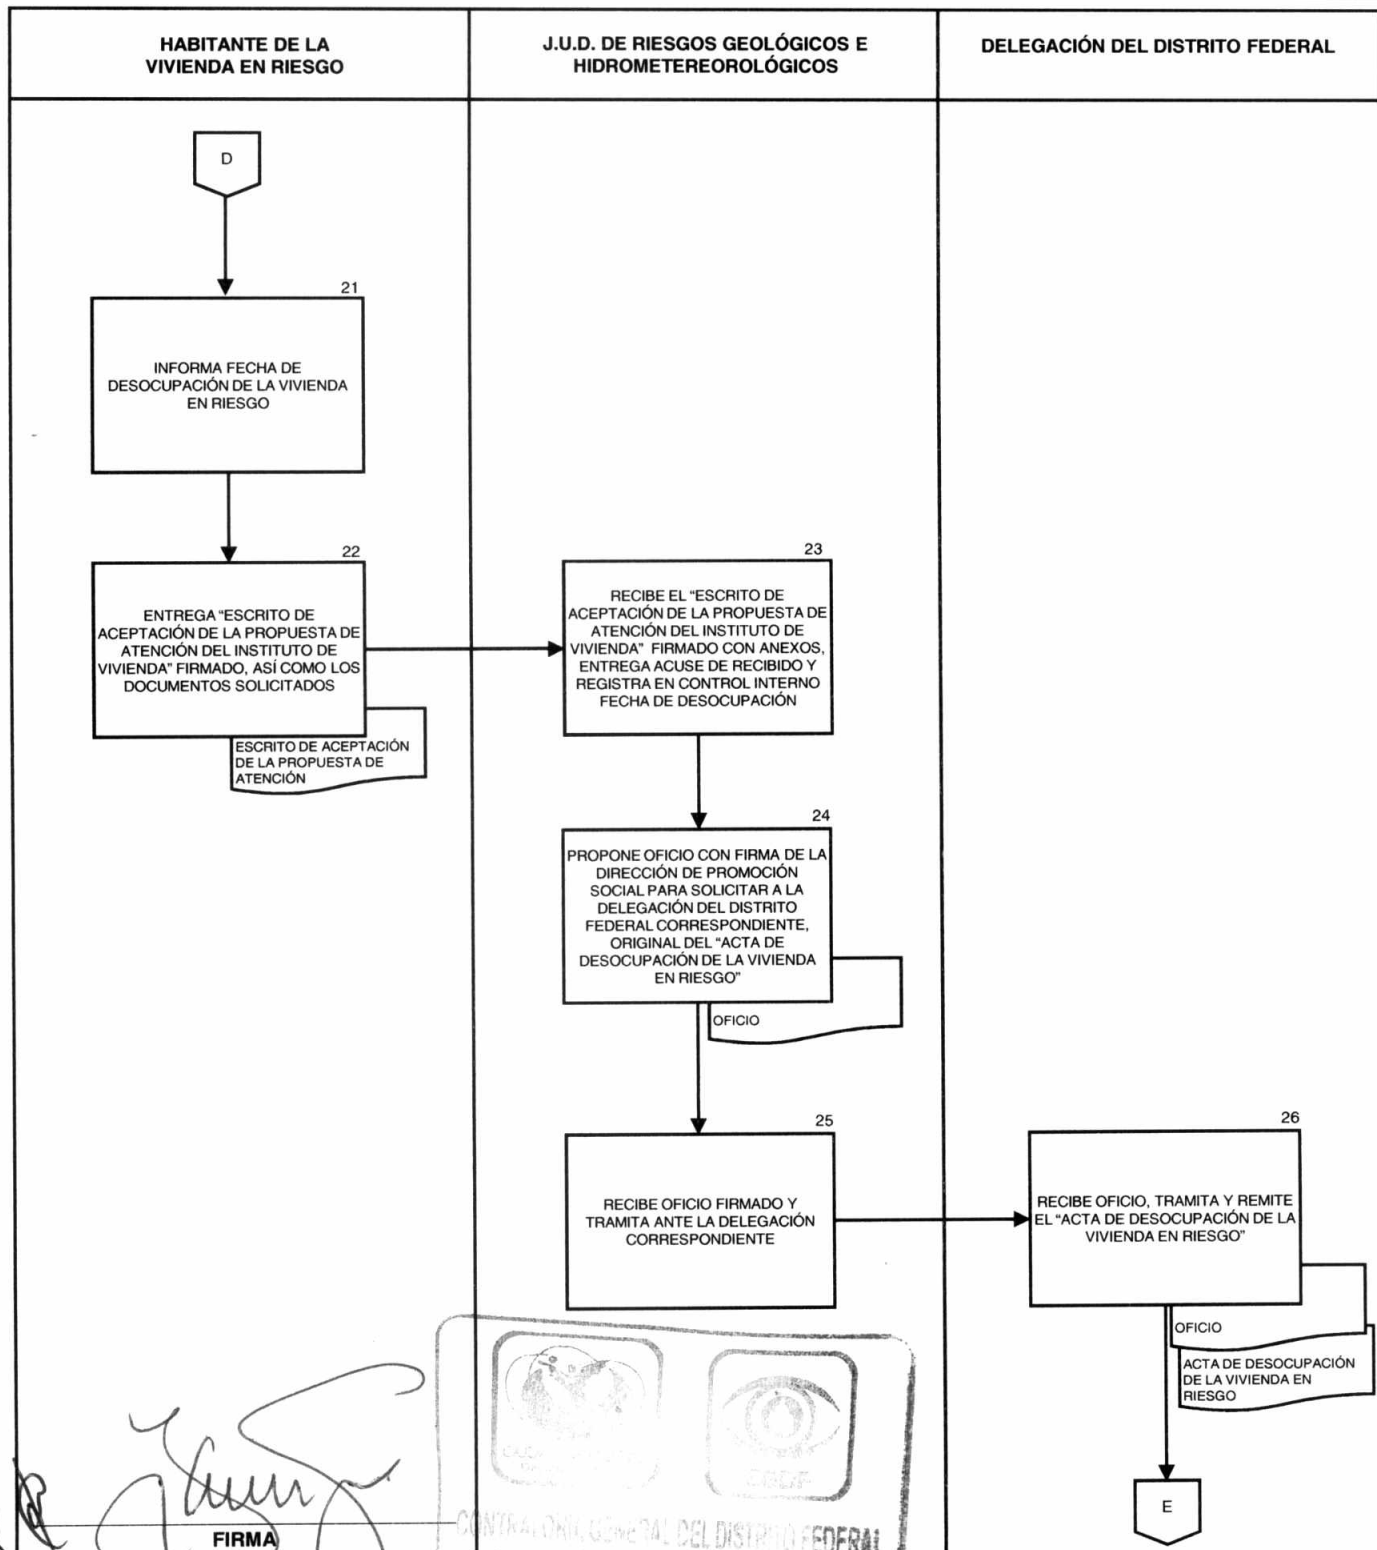 HABITANTE DE LA
VIVIENDA EN RIESGO
J.U.D. DE RIESGOS GEOLÓGICOS E
HIDROMETEREOROLÓGICOS
DELEGACIÓN DEL DISTRITO FEDERAL
D
21
INFORMA FECHA DE
DESOCUPACIÓN DE LA VIVIENDA
EN RIESGO
22
ENTREGA “ESCRITO DE
ACEPTACIÓN DE LA PROPUESTA DE
ATENCIÓN DEL INSTITUTO DE
VIVIENDA” FIRMADO, ASÍ COMO LOS
DOCUMENTOS SOLICITADOS
ESCRITO DE ACEPTACIÓN
DE LA PROPUESTA DE
ATENCIÓN
23
RECIBE EL “ESCRITO DE
ACEPTACIÓN DE LA PROPUESTA DE
ATENCIÓN DEL INSTITUTO DE
VIVIENDA” FIRMADO CON ANEXOS,
ENTREGA ACUSE DE RECIBIDO Y
REGISTRA EN CONTROL INTERNO
FECHA DE DESOCUPACIÓN
24
PROPONE OFICIO CON FIRMA DE LA
DIRECCIÓN DE PROMOCIÓN
SOCIAL PARA SOLICITAR A LA
DELEGACIÓN DEL DISTRITO
FEDERAL CORRESPONDIENTE,
ORIGINAL DEL “ACTA DE
DESOCUPACIÓN DE LA VIVIENDA
EN RIESGO”
OFICIO
25
RECIBE OFICIO FIRMADO Y
TRAMITA ANTE LA DELEGACIÓN
CORRESPONDIENTE
26
RECIBE OFICIO, TRAMITA Y REMITE
EL “ACTA DE DESOCUPACIÓN DE LA
VIVIENDA EN RIESGO”
OFICIO
ACTA DE DESOCUPACIÓN
DE LA VIVIENDA EN
RIESGO
E
FIRMA
CONTRALORIA GENERAL DEL DISTRITO FEDERAL